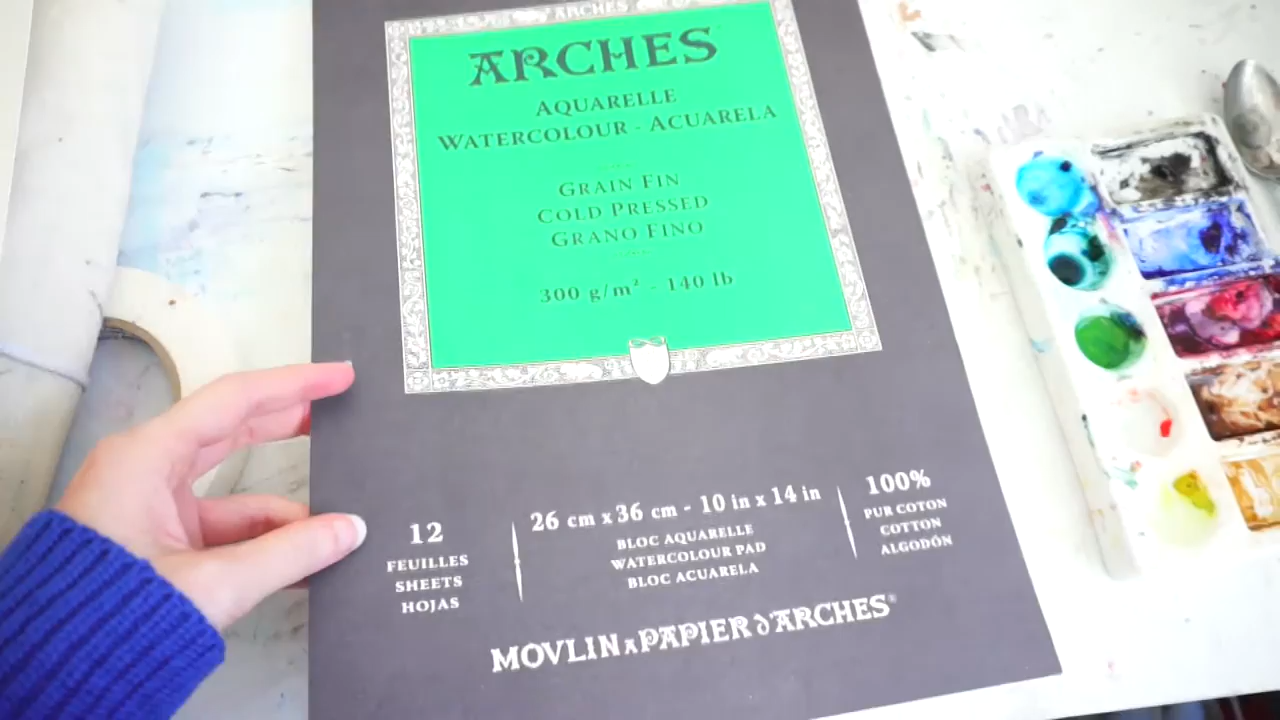 ARCHES
ARCHES
AQUARELLE
WATERCOLOUR - ACUARELA
GRAIN FIN
COLD PRESSED
GRANO FINO
300 g/m² - 140 lb
12
FEUILLES
SHEETS
HOJAS
26 cm x 36 cm - 10 in x 14 in
BLOC AQUARELLE
WATERCOLOUR PAD
BLOC ACUARELA
100%
PUR COTON
COTTON
ALGODÓN
MOVLIN A PAPIER d'ARCHES®